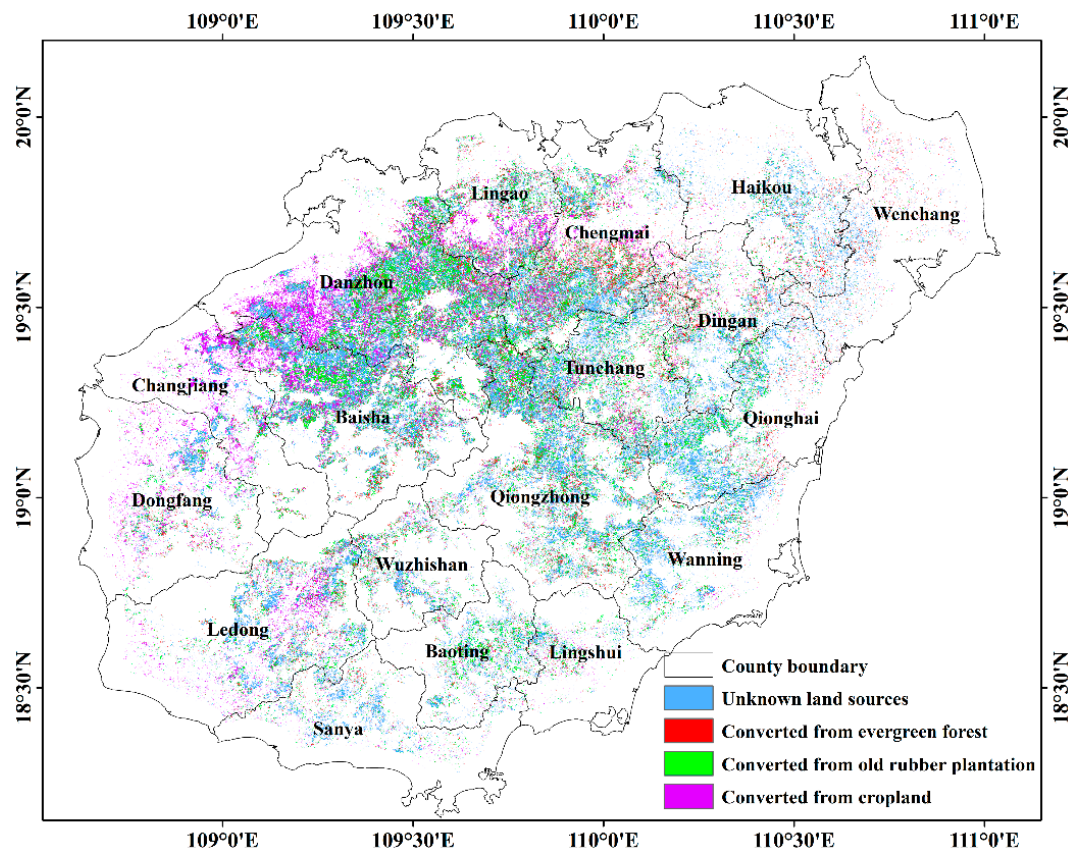 109°0'E 109°30'E 110°0'E 110°30'E 111°0'E
20°0'N 20°0'N
Haikou
Lingao
Wenchang
Chengmai
Danzhou
19°30'N 19°30'N
Dingan
Tunchang
Changjiang
Baisha
Qionghai
Dongfang
Qiongzhong
19°0'N 19°0'N
Wuzhishan
Wanning
Ledong
Baoting
Lingshui
Sanya
18°30'N 18°30'N
County boundary
Unknown land sources
Converted from evergreen forest
Converted from old rubber plantation
Converted from cropland
109°0'E 109°30'E 110°0'E 110°30'E 111°0'E